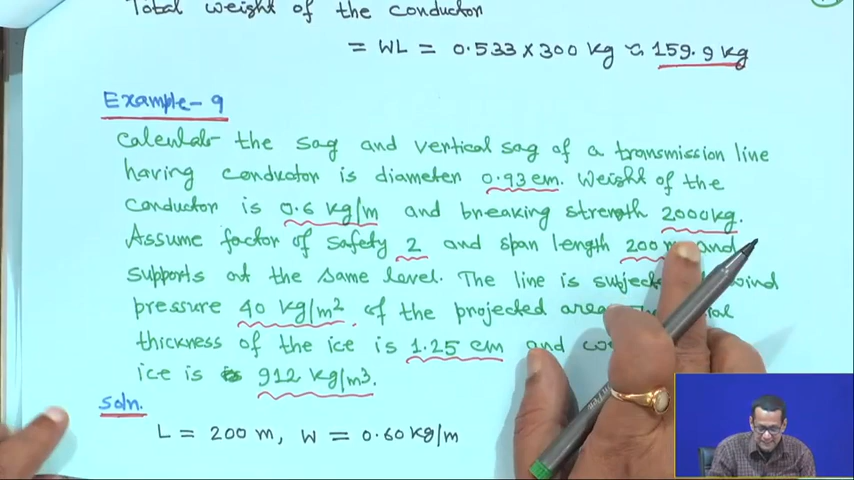 Total weight of the conductor
= WL = 0.533 × 300 kg ≈ 159.9 kg
Example-9
Calculate the sag and vertical sag of a transmission line
having conductor is diameter 0.93 cm. Weight of the
conductor is 0.6 kg/m and breaking strength 2000kg.
Assume factor of safety 2 and span length 200 m and
supports at the same level. The line is subject wind
pressure 40 kg/m². of the projected area
thickness of the ice is 1.25 cm and
ice is 912 kg/m³.
Soln.
L = 200 m, W = 0.60 kg/m